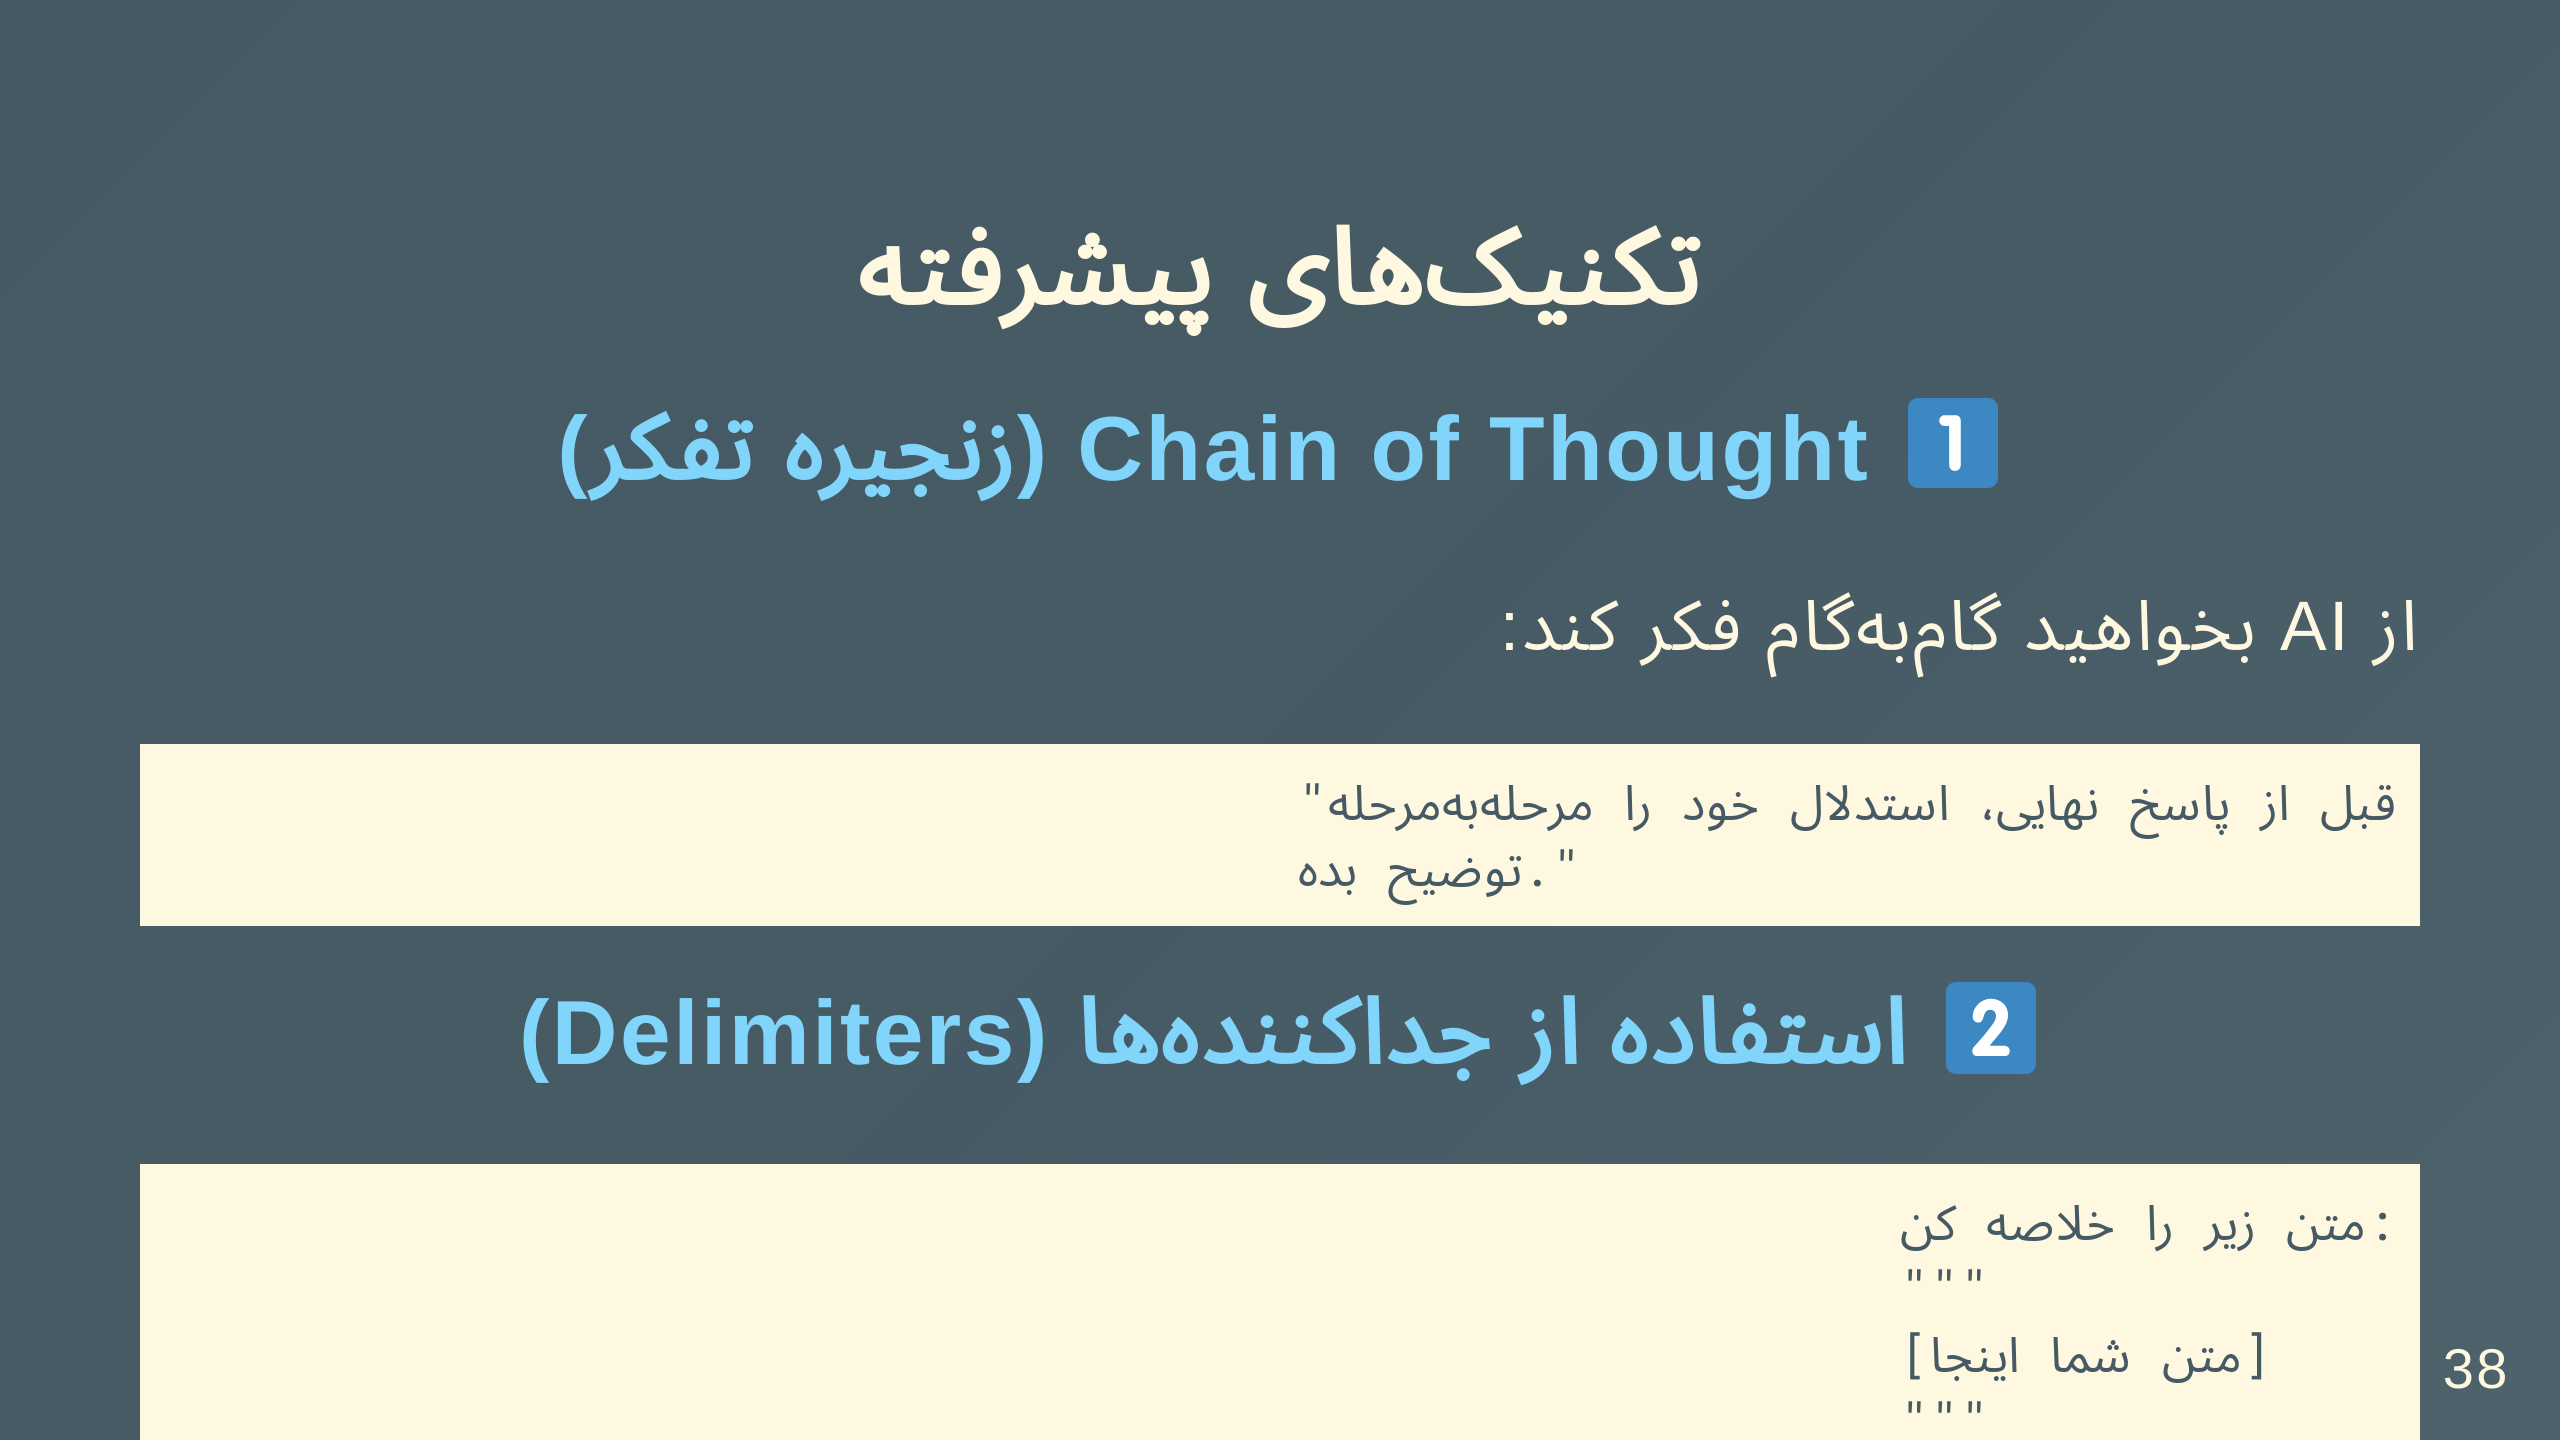 تکنیک‌های پیشرفته
1️⃣ Chain of Thought (زنجیره تفکر)
از AI بخواهید گام‌به‌گام فکر کند:
"قبل از پاسخ نهایی، استدلال خود را مرحله‌به‌مرحله
توضیح بده."
2️⃣ استفاده از جداکننده‌ها (Delimiters)
متن زیر را خلاصه کن:
"""
[متن شما اینجا]
"""
38